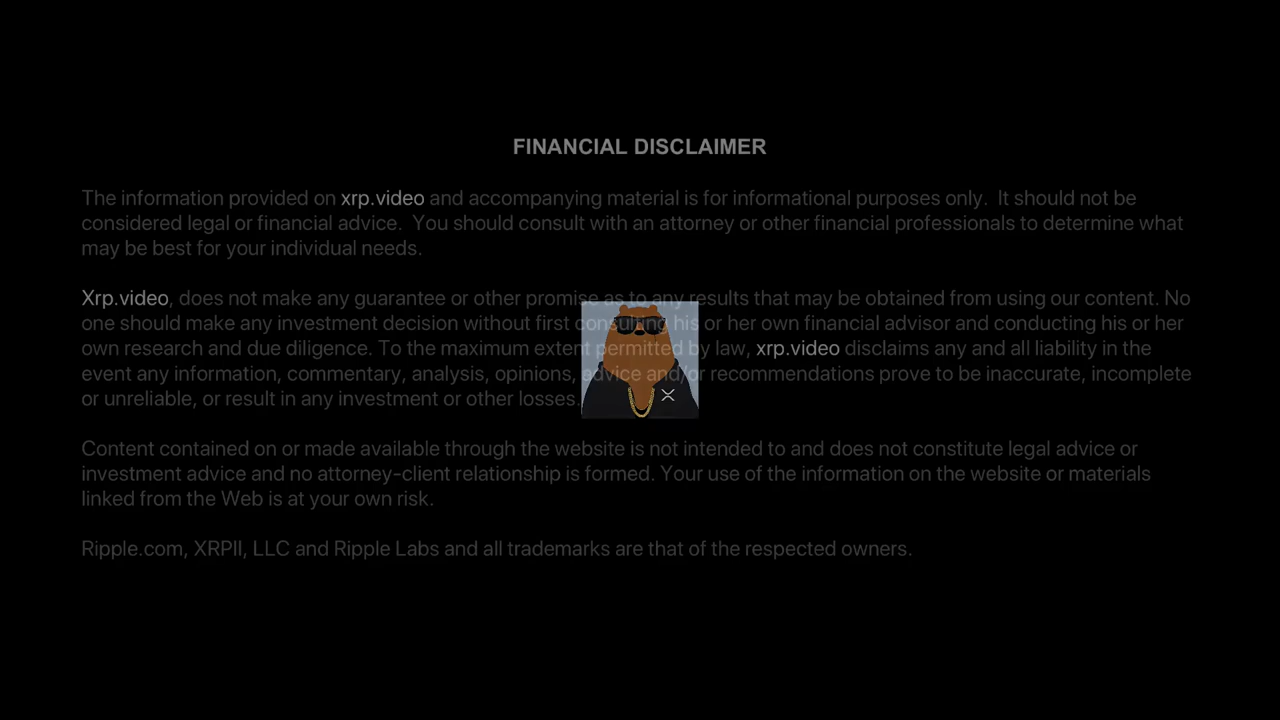 FINANCIAL DISCLAIMER
The information provided on xrp.video and accompanying material is for informational purposes only. It should not be
considered legal or financial advice. You should consult with an attorney or other financial professionals to determine what
may be best for your individual needs.
Xrp.video, does not make any guarantee or other promise as to any results that may be obtained from using our content. No
one should make any investment decision without first consulting his or her own financial advisor and conducting his or her
own research and due diligence. To the maximum extent permitted by law, xrp.video disclaims any and all liability in the
event any information, commentary, analysis, opinions, advice and/or recommendations prove to be inaccurate, incomplete
or unreliable, or result in any investment or other losses.
Content contained on or made available through the website is not intended to and does not constitute legal advice or
investment advice and no attorney-client relationship is formed. Your use of the information on the website or materials
linked from the Web is at your own risk.
Ripple.com, XRPII, LLC and Ripple Labs and all trademarks are that of the respected owners.